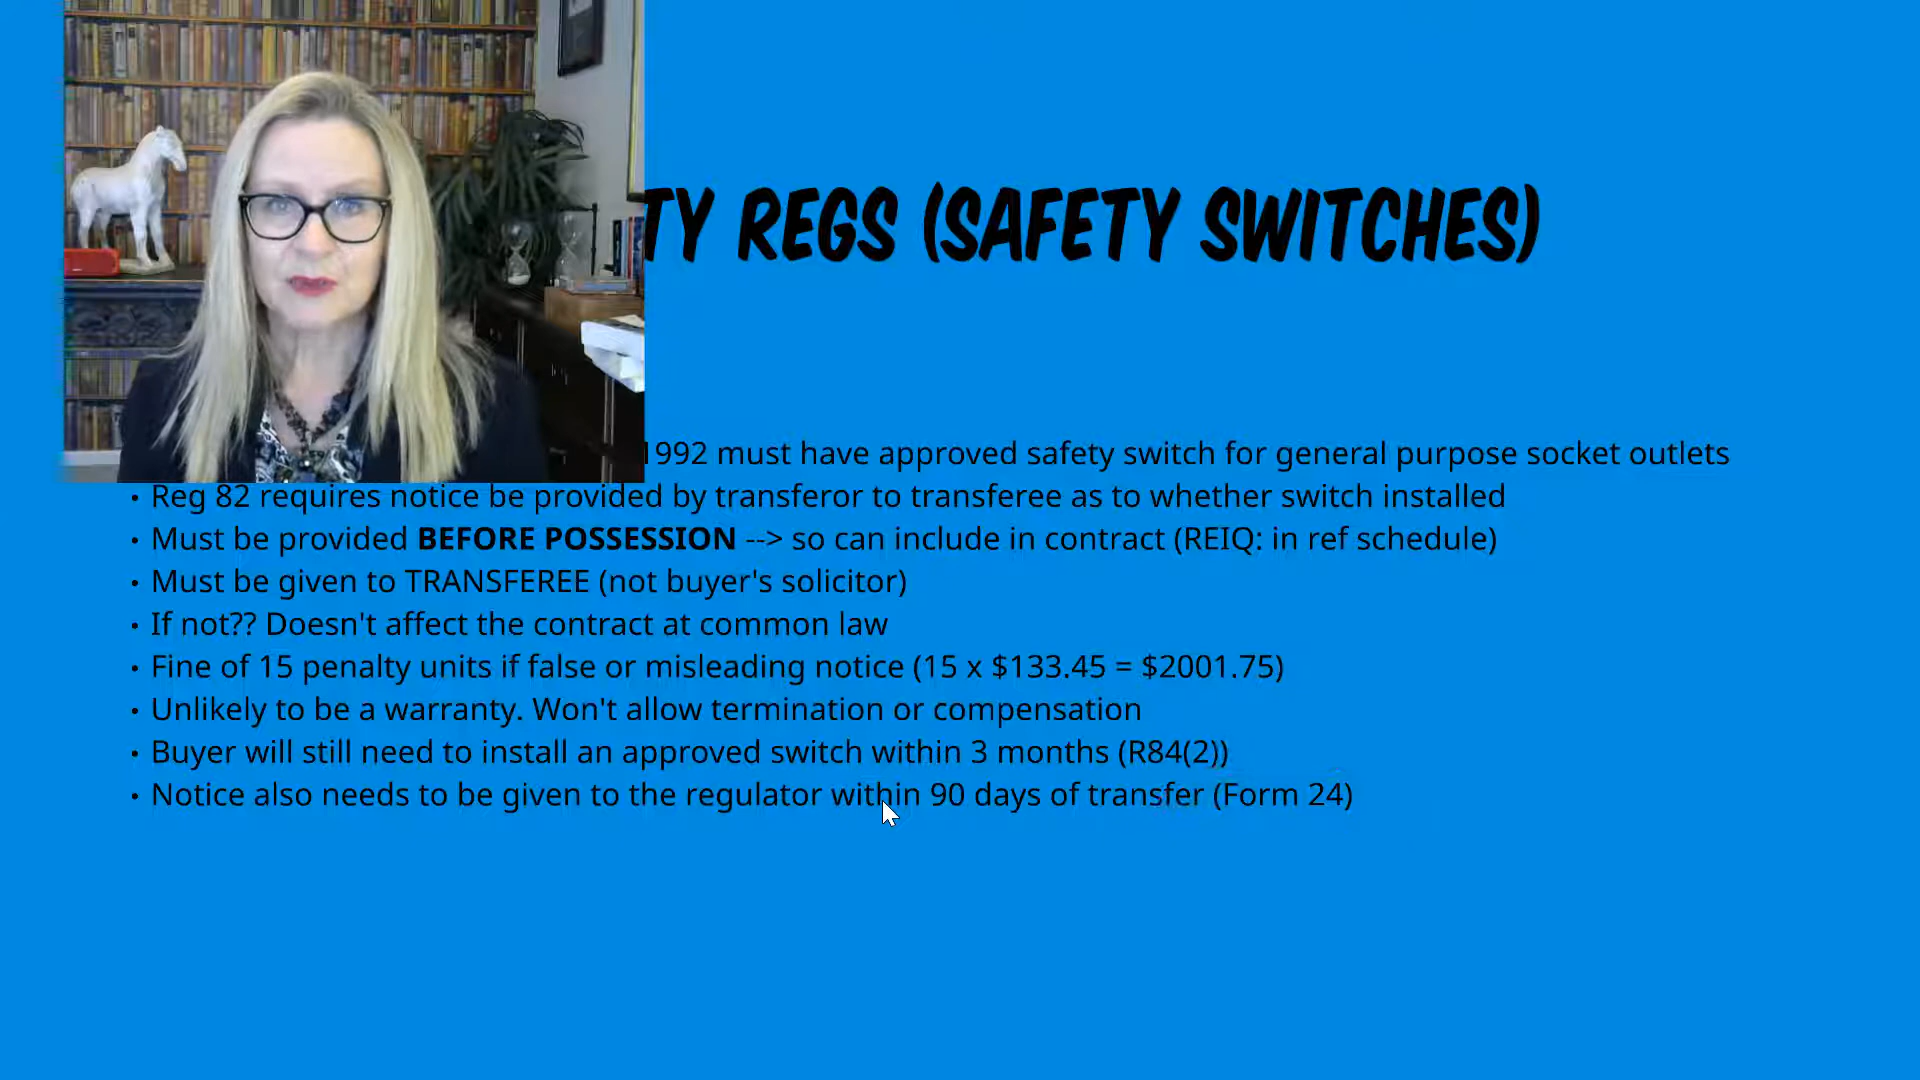 TY REGS (SAFETY SWITCHES)
1992 must have approved safety switch for general purpose socket outlets
• Reg 82 requires notice be provided by transferor to transferee as to whether switch installed
• Must be provided BEFORE POSSESSION --> so can include in contract (REIQ: in ref schedule)
• Must be given to TRANSFEREE (not buyer's solicitor)
• If not?? Doesn't affect the contract at common law
• Fine of 15 penalty units if false or misleading notice (15 x $133.45 = $2001.75)
• Unlikely to be a warranty. Won't allow termination or compensation
• Buyer will still need to install an approved switch within 3 months (R84(2))
• Notice also needs to be given to the regulator within 90 days of transfer (Form 24)